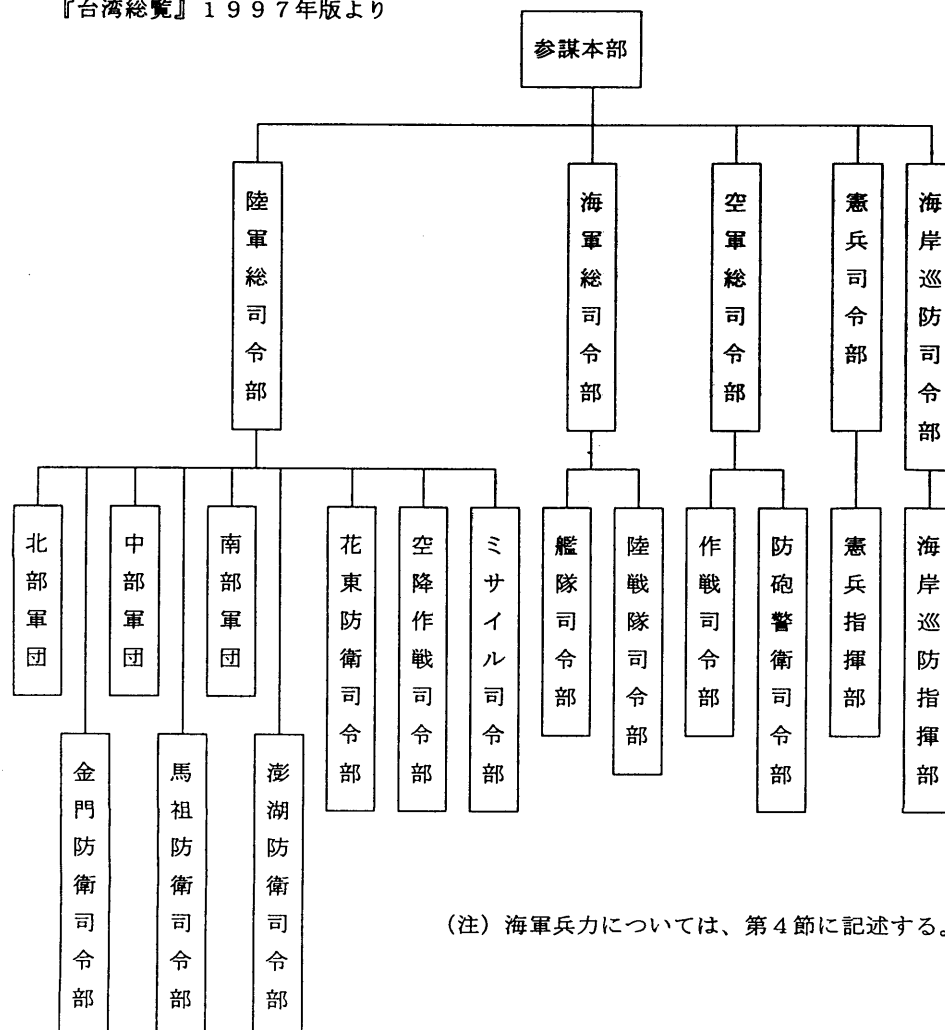 『台湾総覧』１９９７年版より
参謀本部
陸軍総司令部
海軍総司令部
空軍総司令部
憲兵司令部
海岸巡防司令部
北部軍団
中部軍団
南部軍団
花東防衛司令部
空降作戦司令部
ミサイル司令部
艦隊司令部
陸戦隊司令部
作戦司令部
防砲警衛司令部
憲兵指揮部
海岸巡防指揮部
金門防衛司令部
馬祖防衛司令部
澎湖防衛司令部
（注）海軍兵力については、第４節に記述する。